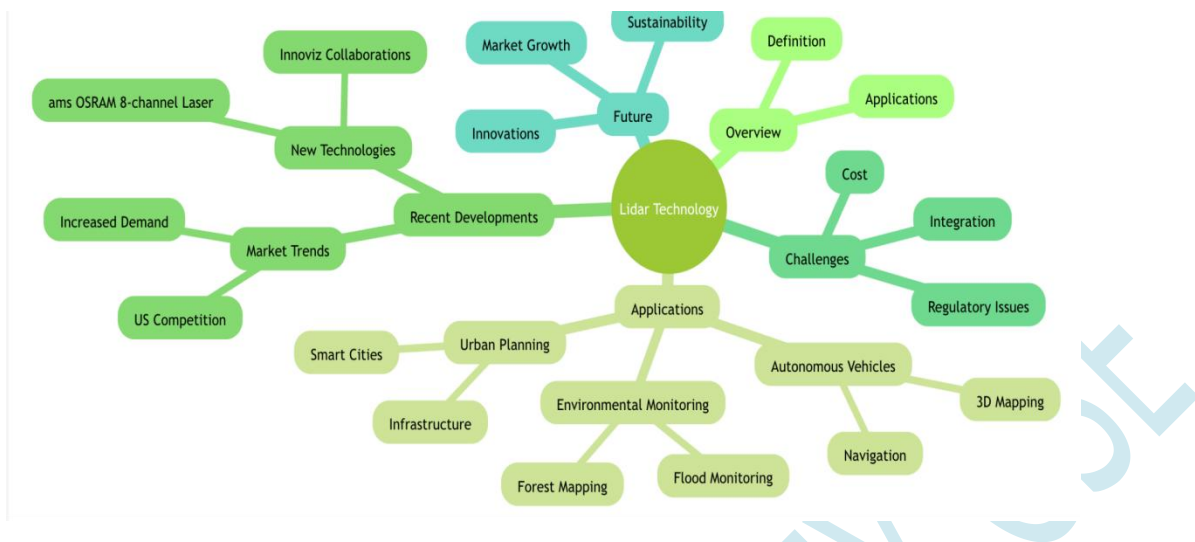 Sustainability
Innoviz Collaborations
Market Growth
Definition
ams OSRAM 8-channel Laser
Applications
Future
Innovations
Overview
New Technologies
Cost
Lidar Technology
Increased Demand
Recent Developments
Integration
Market Trends
Challenges
Regulatory Issues
US Competition
Applications
Smart Cities
Urban Planning
Autonomous Vehicles
3D Mapping
Environmental Monitoring
Infrastructure
Navigation
Forest Mapping
Flood Monitoring